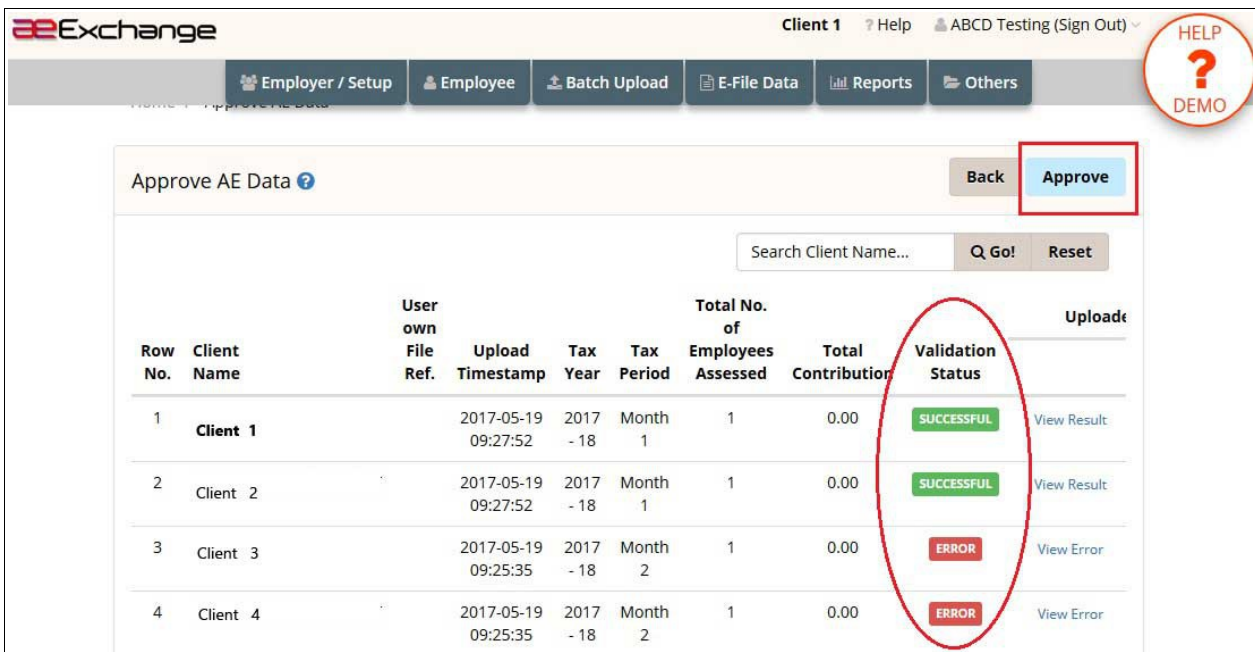 aeExchange
Client 1 ? Help ABCD Testing (Sign Out)
HELP
?
DEMO
Employer / Setup Employee Batch Upload E-File Data Reports Others
Home / Approve AE Data
Approve AE Data ?
Back Approve
Search Client Name... Go! Reset
Row No. Client Name User own File Ref. Upload Timestamp Tax Year Tax Period Total No. of Employees Assessed Total Contribution Validation Status Uploade
1 Client 1 2017-05-19 09:27:52 2017 - 18 Month 1 1 0.00 SUCCESSFUL View Result
2 Client 2 2017-05-19 09:27:52 2017 - 18 Month 1 1 0.00 SUCCESSFUL View Result
3 Client 3 2017-05-19 09:25:35 2017 - 18 Month 2 1 0.00 ERROR View Error
4 Client 4 2017-05-19 09:25:35 2017 - 18 Month 2 1 0.00 ERROR View Error